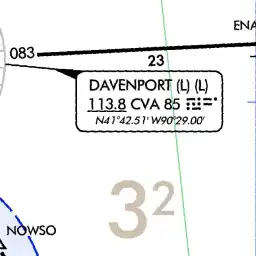 ENA
083
23
DAVENPORT (L) (L)
113.8 CVA 85
N41°42.51' W90°29.00'
3²
NOWSO